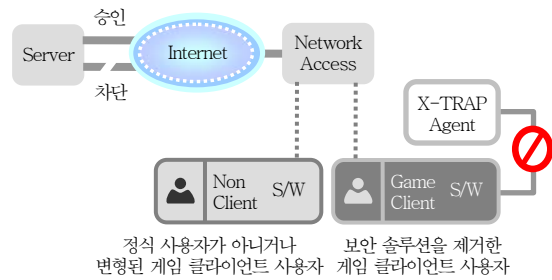 승인
Server
Internet
Network
Access
차단
X-TRAP
Agent
Non
Client
S/W
Game
Client
S/W
정식 사용자가 아니거나
변형된 게임 클라이언트 사용자
보안 솔루션을 제거한
게임 클라이언트 사용자